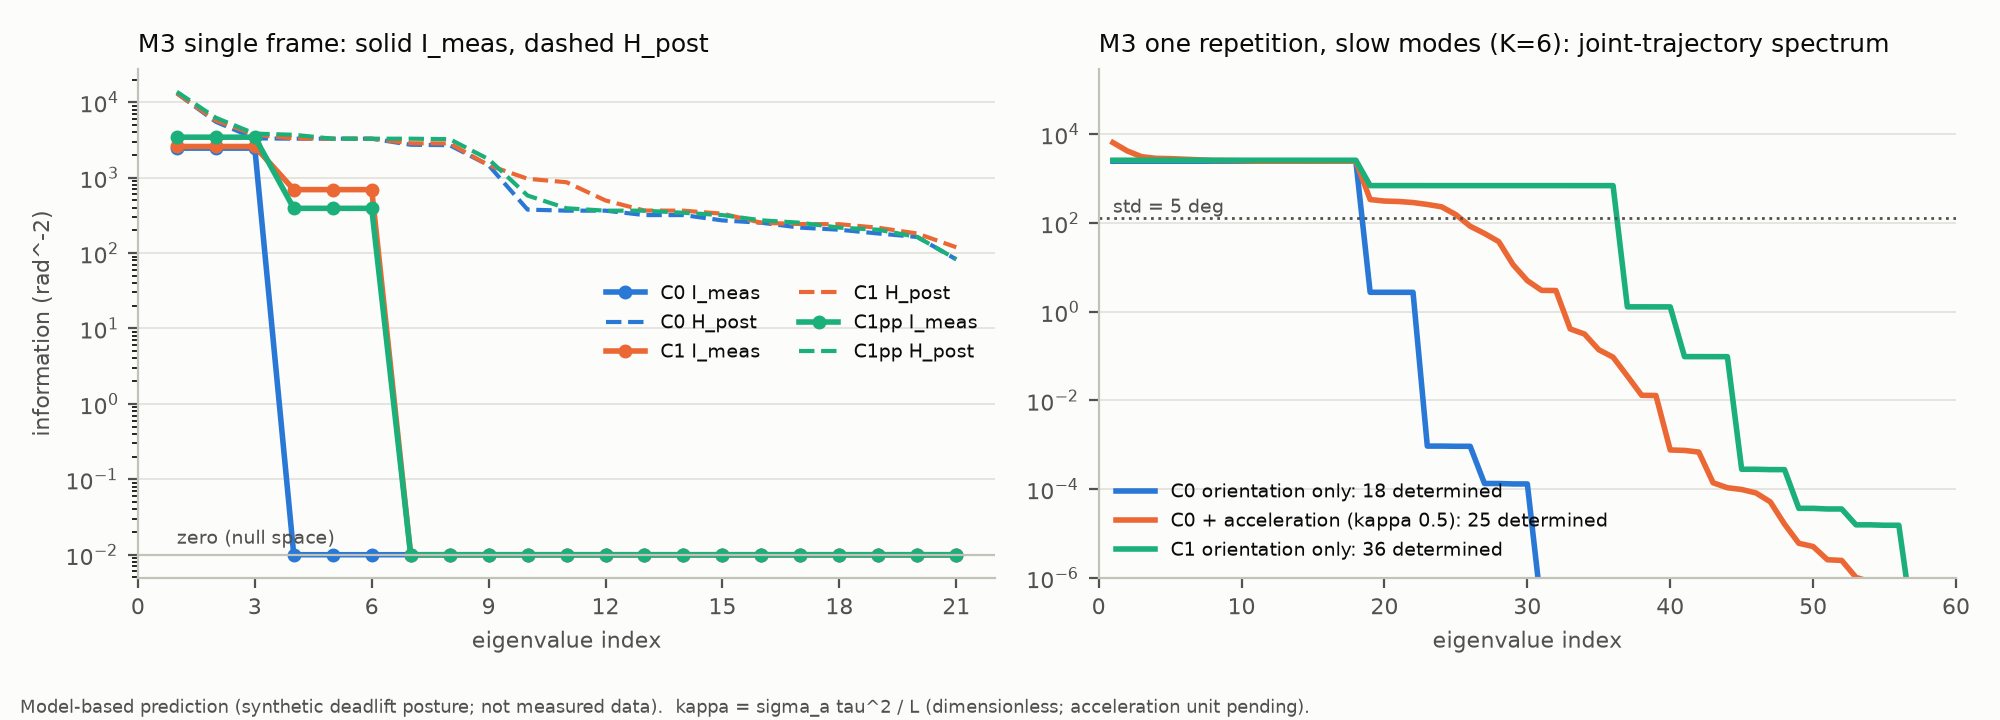 M3 single frame: solid I_meas, dashed H_post
information (rad^-2)
10^4
10^3
10^2
10^1
10^0
10^-1
10^-2
zero (null space)
C0 I_meas
C0 H_post
C1 I_meas
C1 H_post
C1pp I_meas
C1pp H_post
0 3 6 9 12 15 18 21
eigenvalue index
M3 one repetition, slow modes (K=6): joint-trajectory spectrum
10^4
10^2
10^0
10^-2
10^-4
10^-6
std = 5 deg
C0 orientation only: 18 determined
C0 + acceleration (kappa 0.5): 25 determined
C1 orientation only: 36 determined
0 10 20 30 40 50 60
eigenvalue index
Model-based prediction (synthetic deadlift posture; not measured data).  kappa = sigma_a tau^2 / L (dimensionless; acceleration unit pending).